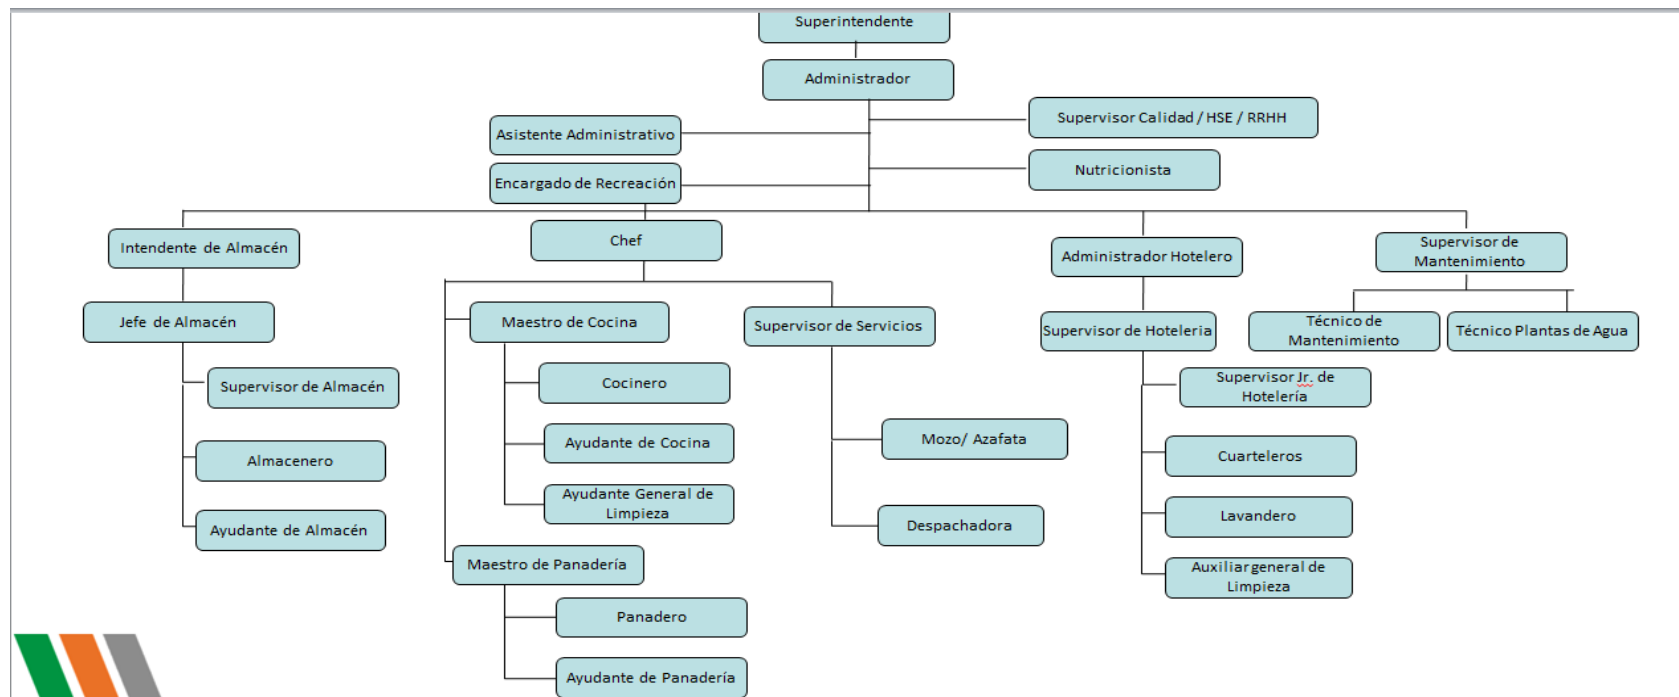 Superintendente
Administrador
Supervisor Calidad / HSE / RRHH
Asistente Administrativo
Nutricionista
Encargado de Recreación
Intendente de Almacén
Chef
Administrador Hotelero
Supervisor de
Mantenimiento
Jefe de Almacén
Maestro de Cocina
Supervisor de Servicios
Supervisor de Hoteleria
Técnico de
Mantenimiento
Técnico Plantas de Agua
Supervisor de Almacén
Cocinero
Supervisor Jr. de
Hotelería
Almacenero
Ayudante de Cocina
Mozo/ Azafata
Cuarteleros
Ayudante de Almacén
Ayudante General de
Limpieza
Despachadora
Lavandero
Maestro de Panadería
Auxiliar general de
Limpieza
Panadero
Ayudante de Panadería